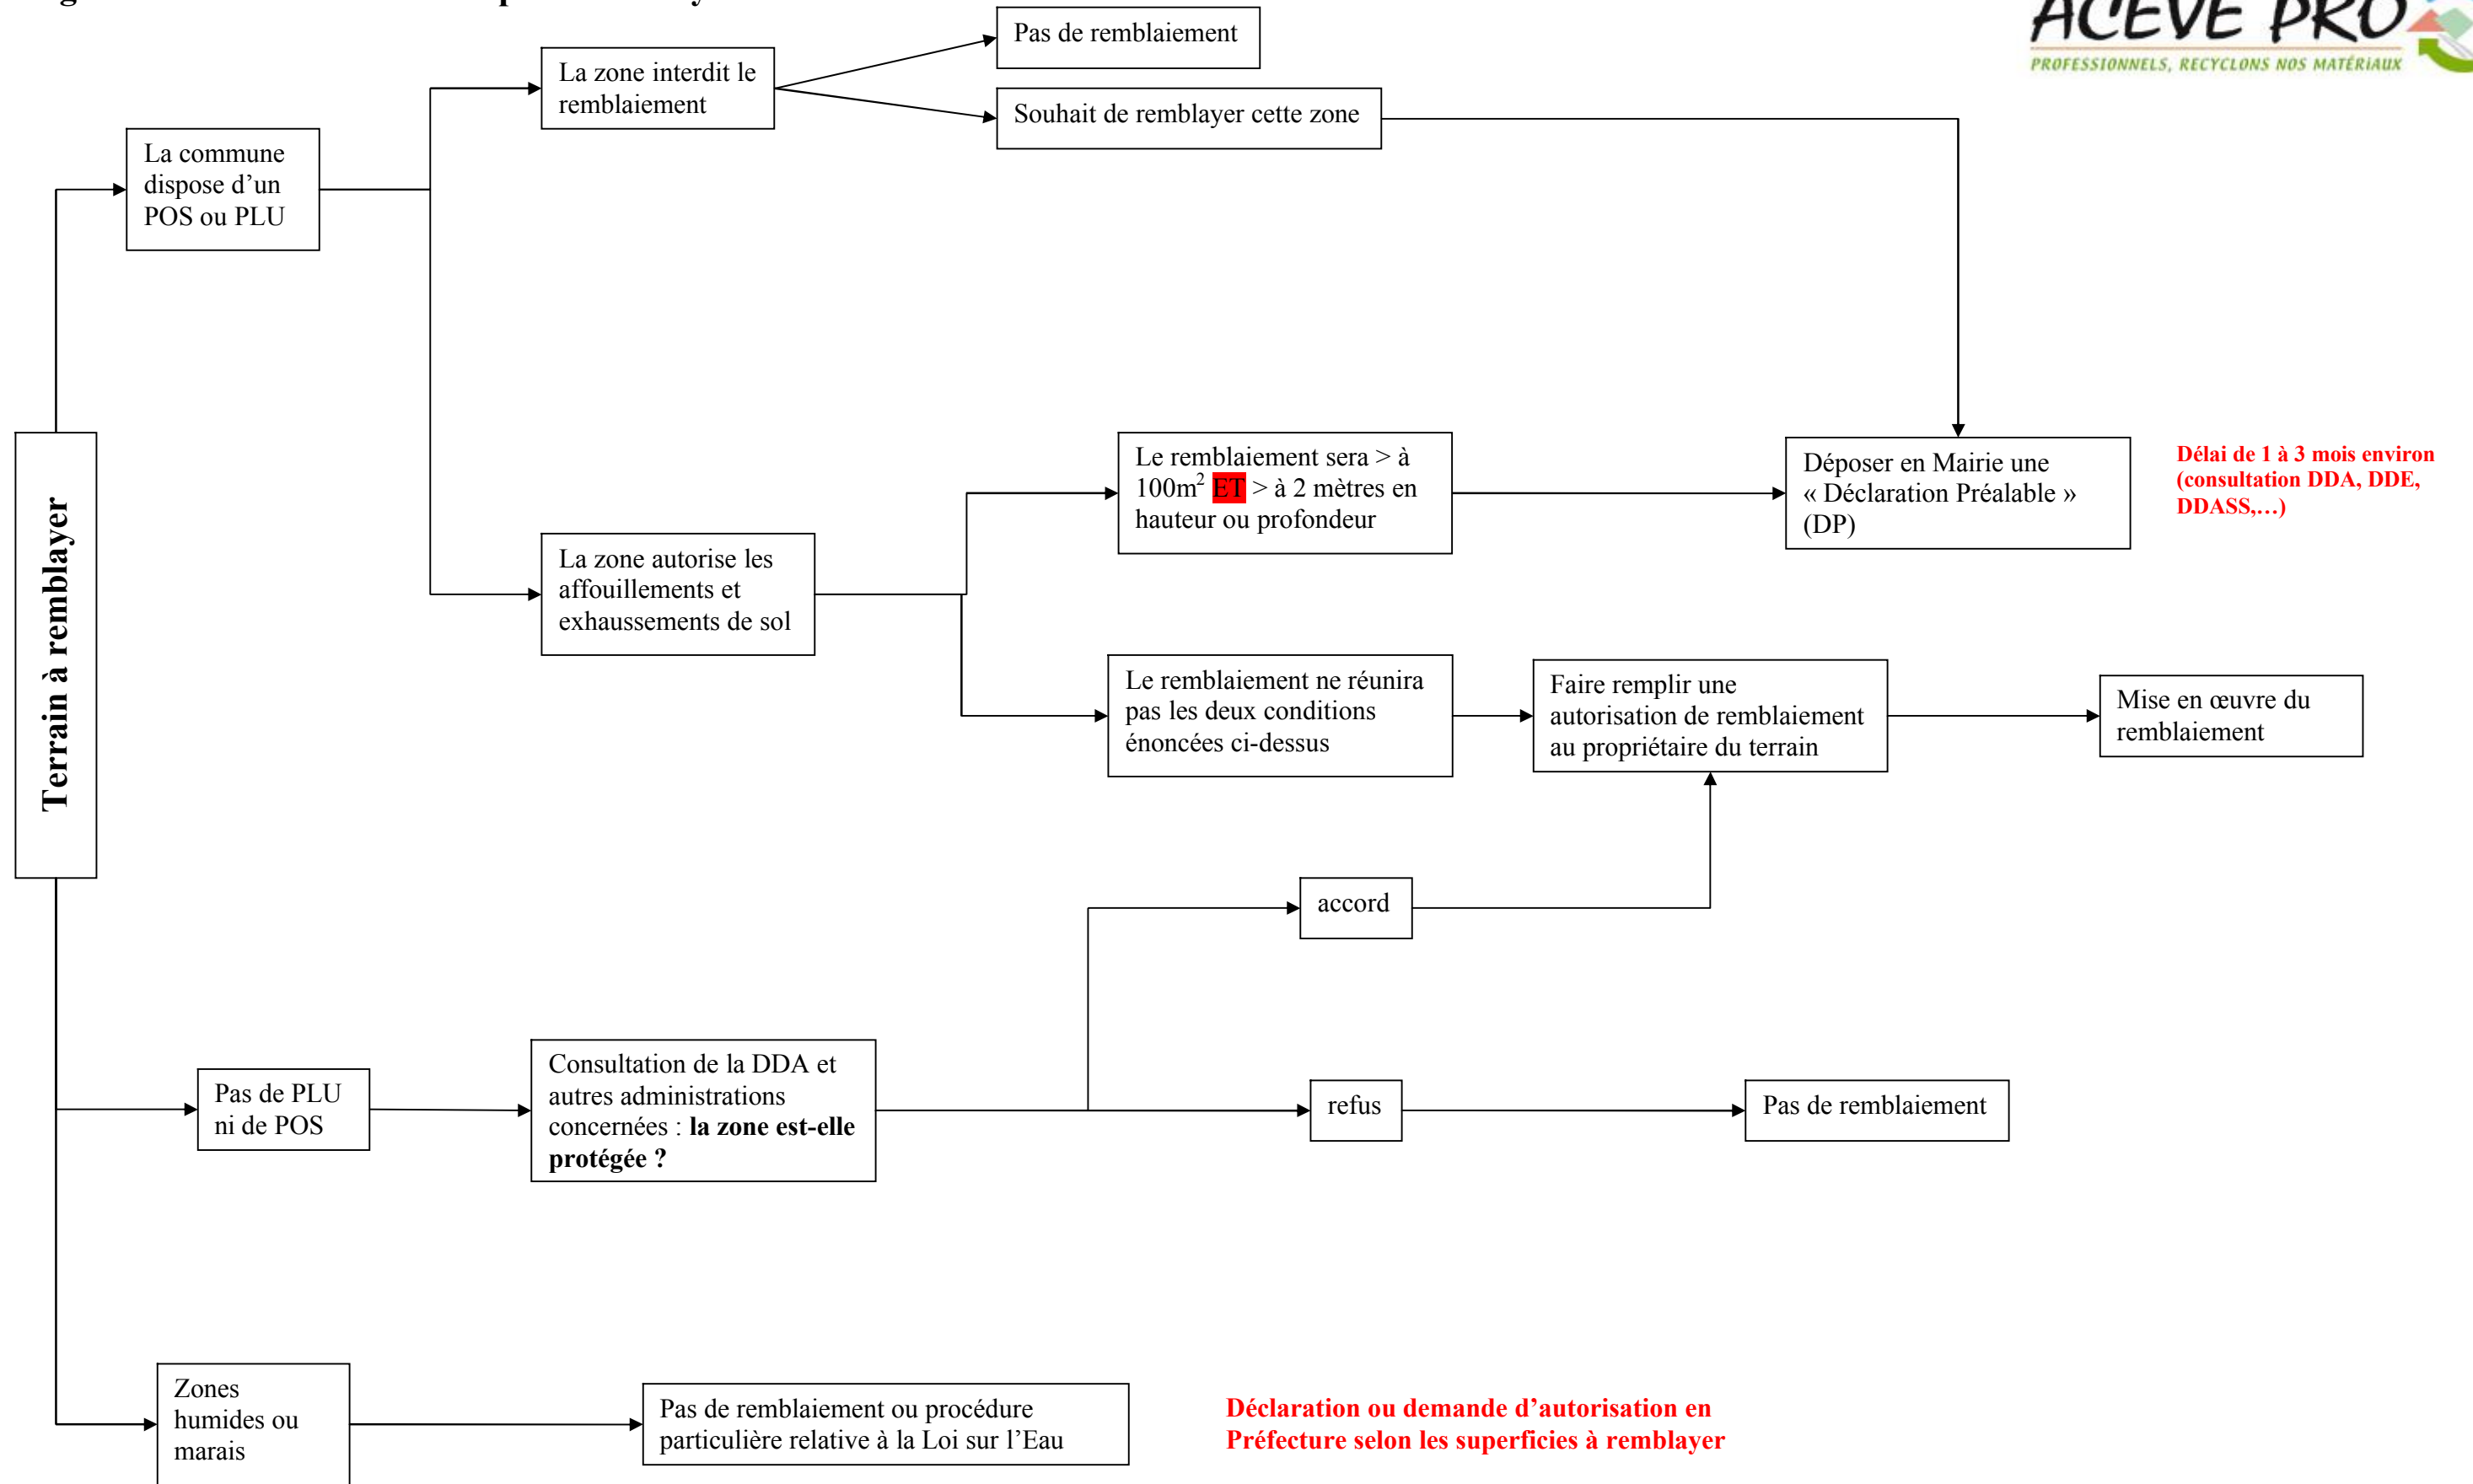 ACEVE PRO
PROFESSIONNELS, RECYCLONS NOS MATÉRIAUX
Pas de remblaiement
La zone interdit le
remblaiement
Souhait de remblayer cette zone
La commune
dispose d’un
POS ou PLU
Terrain à remblayer
Le remblaiement sera > à
100m² ET > à 2 mètres en
hauteur ou profondeur
Déposer en Mairie une
« Déclaration Préalable »
(DP)
Délai de 1 à 3 mois environ
(consultation DDA, DDE,
DDASS,…)
La zone autorise les
affouillements et
exhaussements de sol
Le remblaiement ne réunira
pas les deux conditions
énoncées ci-dessus
Faire remplir une
autorisation de remblaiement
au propriétaire du terrain
Mise en œuvre du
remblaiement
accord
Pas de PLU
ni de POS
Consultation de la DDA et
autres administrations
concernées : la zone est-elle
protégée ?
refus
Pas de remblaiement
Zones
humides ou
marais
Pas de remblaiement ou procédure
particulière relative à la Loi sur l’Eau
Déclaration ou demande d’autorisation en
Préfecture selon les superficies à remblayer